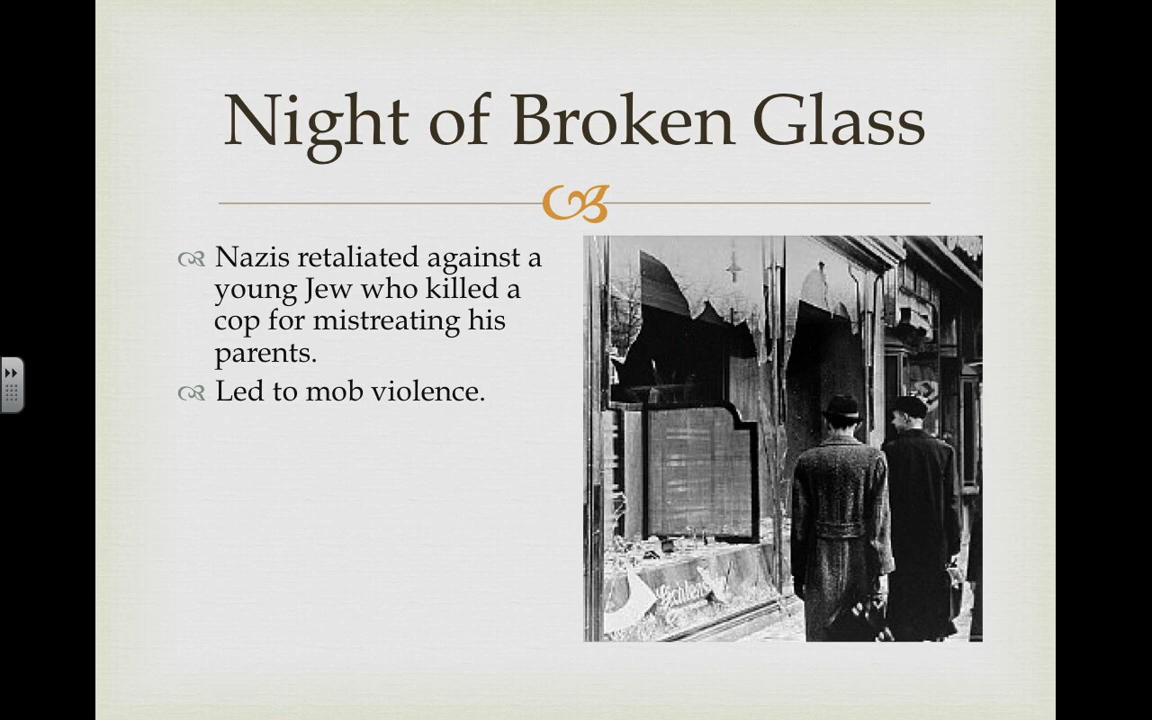 Night of Broken Glass
Nazis retaliated against a
young Jew who killed a
cop for mistreating his
parents.
Led to mob violence.